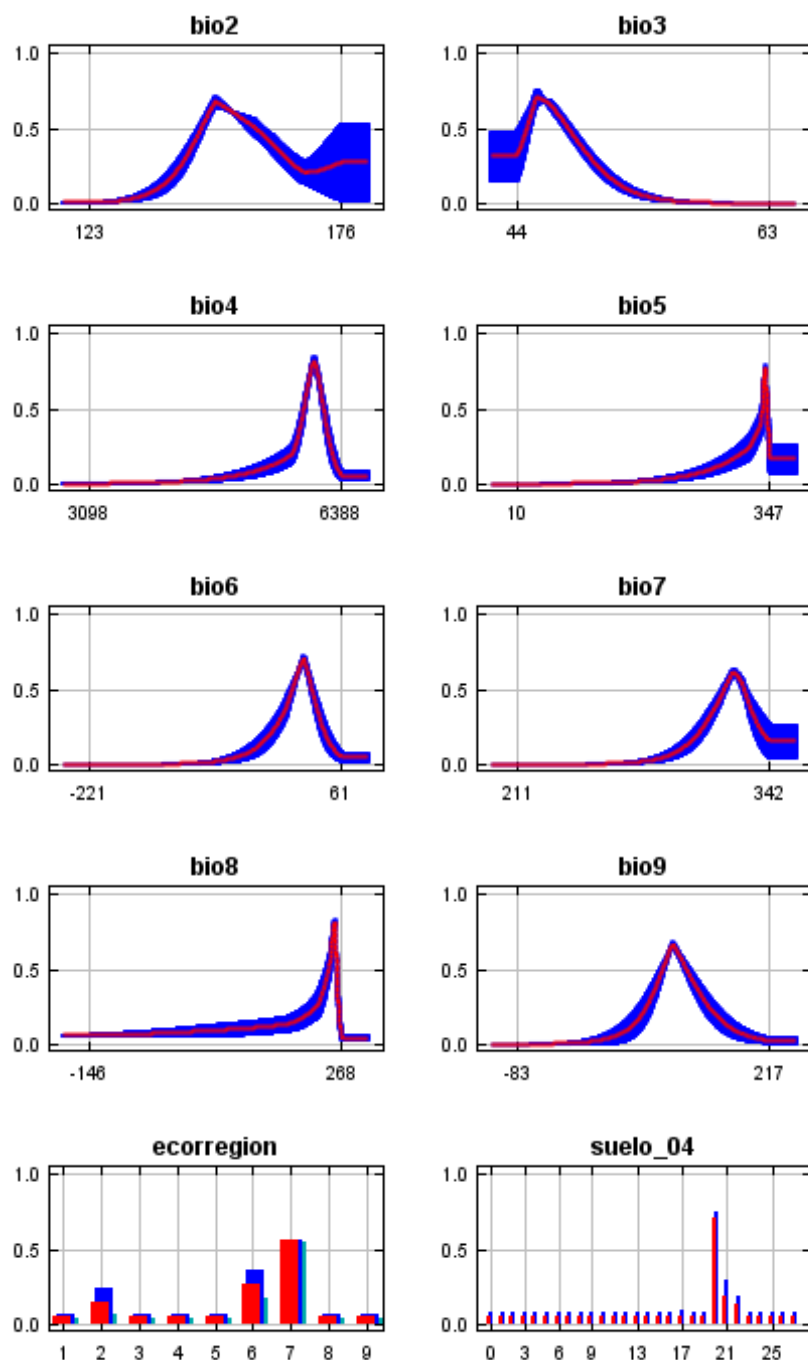 bio2 bio3
1.0 1.0
0.5 0.5
0.0 0.0
123 176 44 63
bio4 bio5
1.0 1.0
0.5 0.5
0.0 0.0
3098 6388 10 347
bio6 bio7
1.0 1.0
0.5 0.5
0.0 0.0
-221 61 211 342
bio8 bio9
1.0 1.0
0.5 0.5
0.0 0.0
-146 268 -83 217
ecorregion suelo_04
1.0 1.0
0.5 0.5
0.0 0.0
1 2 3 4 5 6 7 8 9 0 3 6 9 13 17 21 25